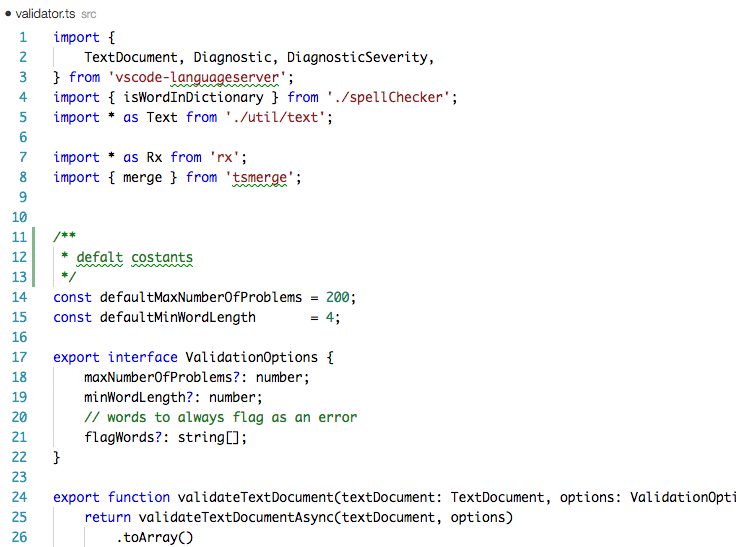 ● validator.ts src
1 import {
2     TextDocument, Diagnostic, DiagnosticSeverity,
3 } from 'vscode-languageserver';
4 import { isWordInDictionary } from './spellChecker';
5 import * as Text from './util/text';
6
7 import * as Rx from 'rx';
8 import { merge } from 'tsmerge';
9
10
11 /**
12  * defalt costants
13  */
14 const defaultMaxNumberOfProblems = 200;
15 const defaultMinWordLength       = 4;
16
17 export interface ValidationOptions {
18     maxNumberOfProblems?: number;
19     minWordLength?: number;
20     // words to always flag as an error
21     flagWords?: string[];
22 }
23
24 export function validateTextDocument(textDocument: TextDocument, options: ValidationOpti
25     return validateTextDocumentAsync(textDocument, options)
26         .toArray()